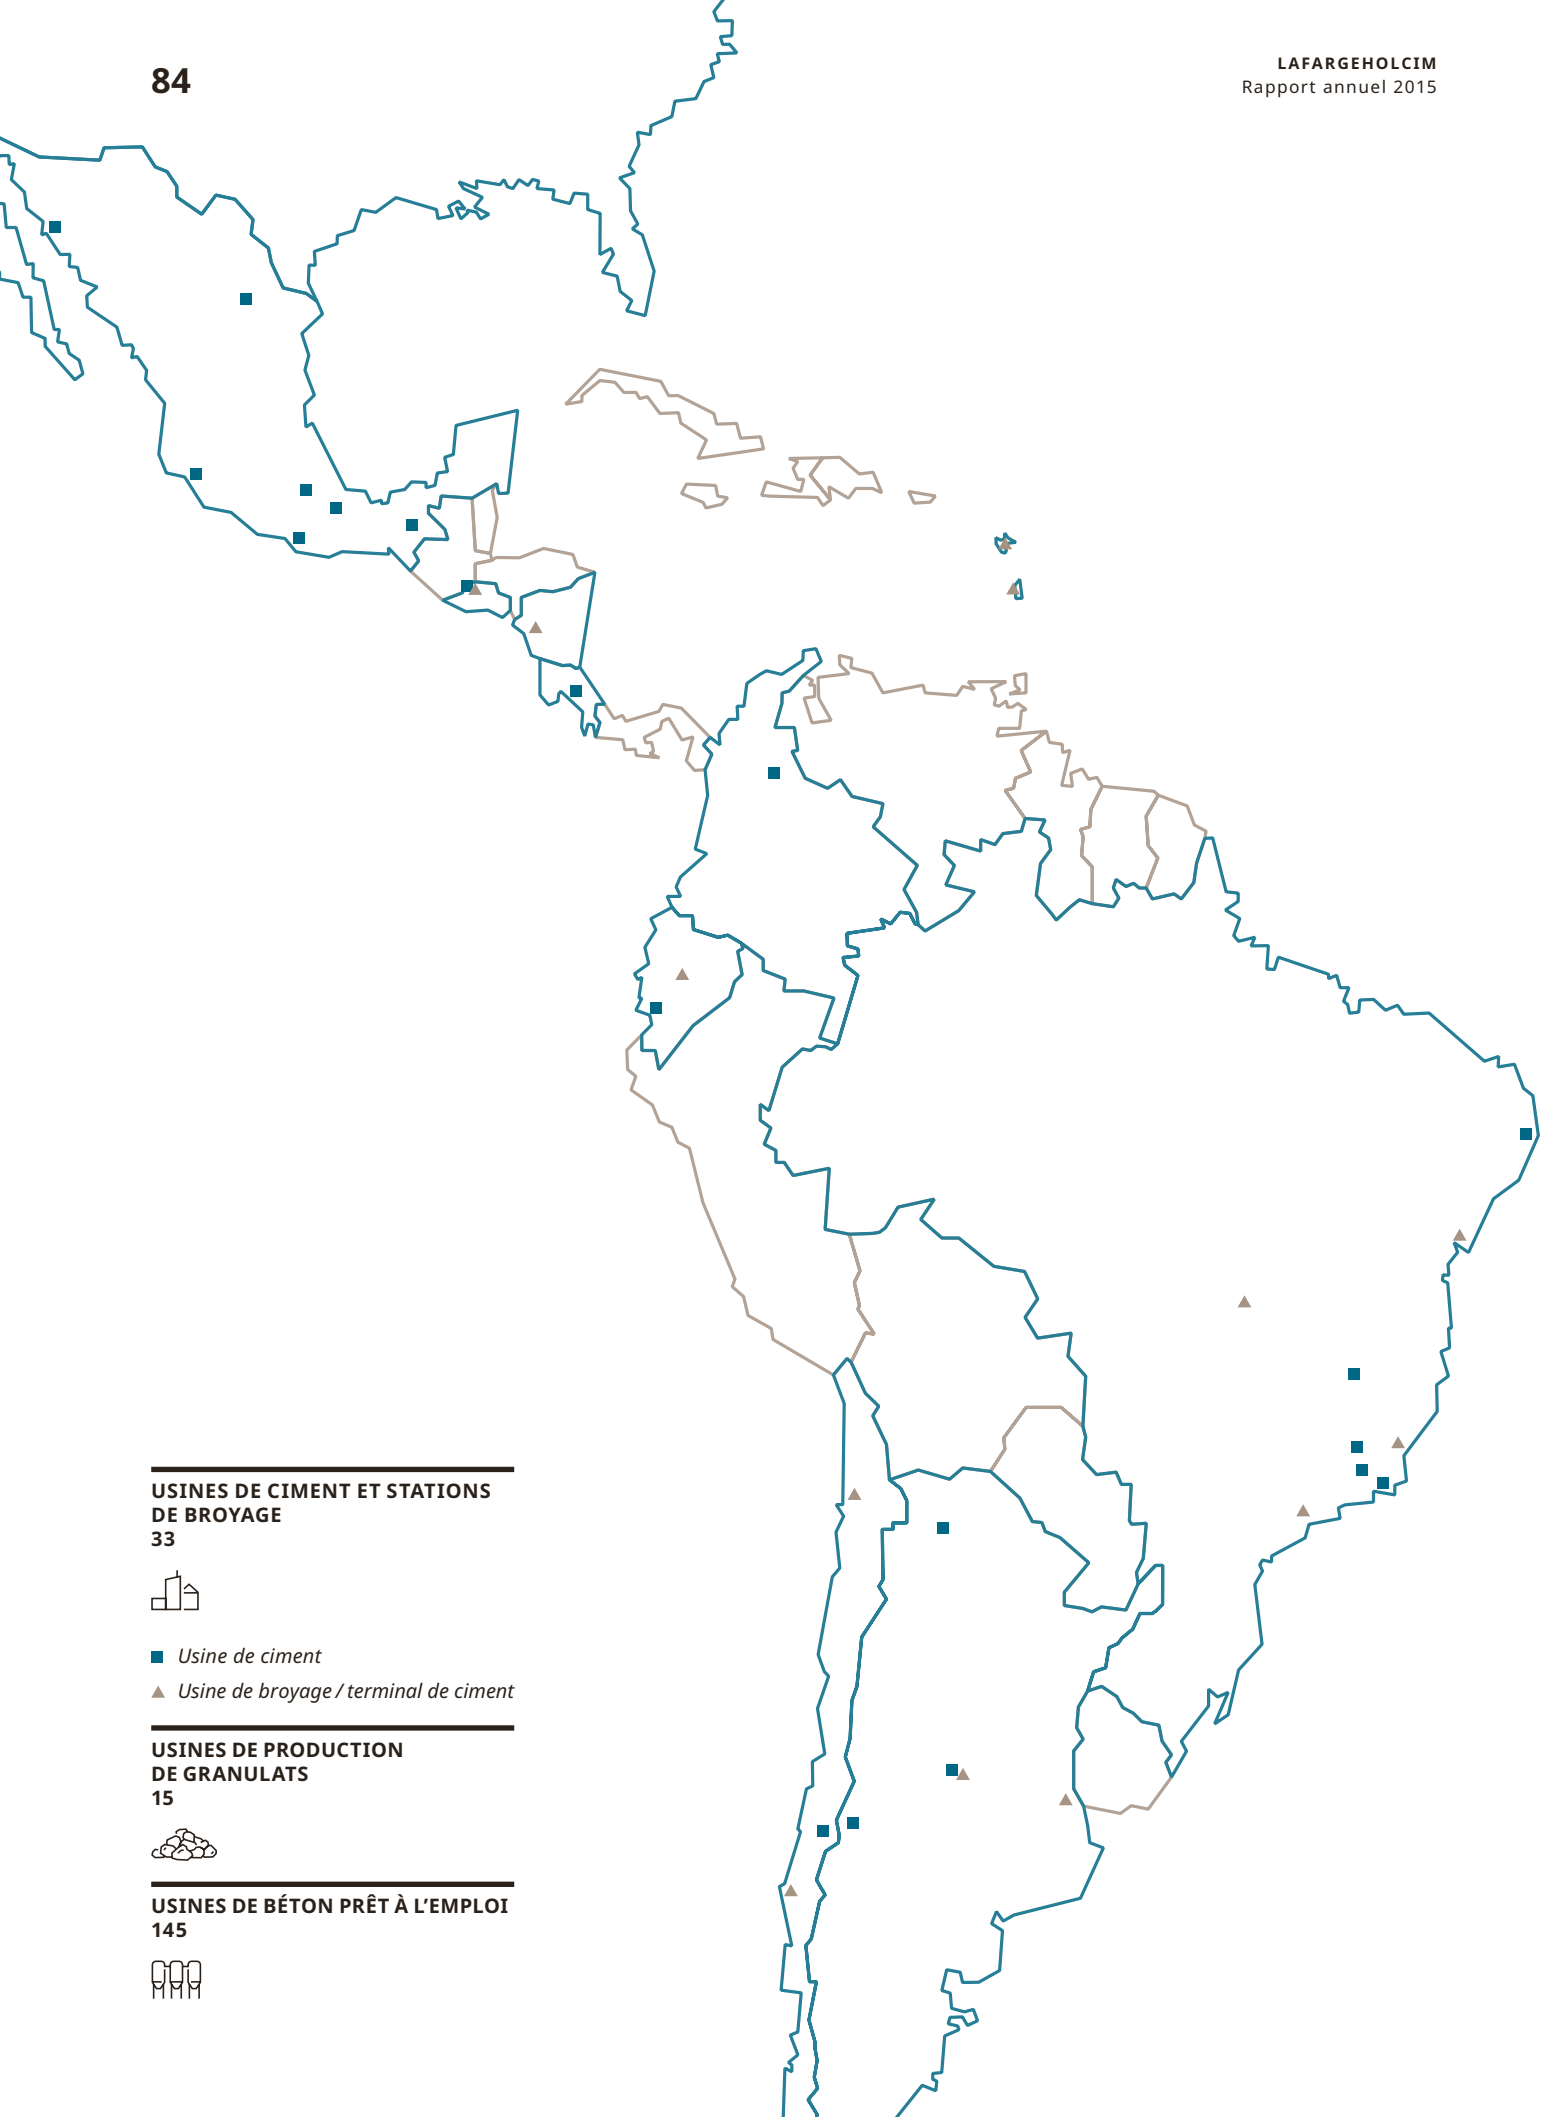 84
LAFARGEHOLCIM
Rapport annuel 2015
USINES DE CIMENT ET STATIONS
DE BROYAGE
33
Usine de ciment
Usine de broyage / terminal de ciment
USINES DE PRODUCTION
DE GRANULATS
15
USINES DE BÉTON PRÊT À L’EMPLOI
145